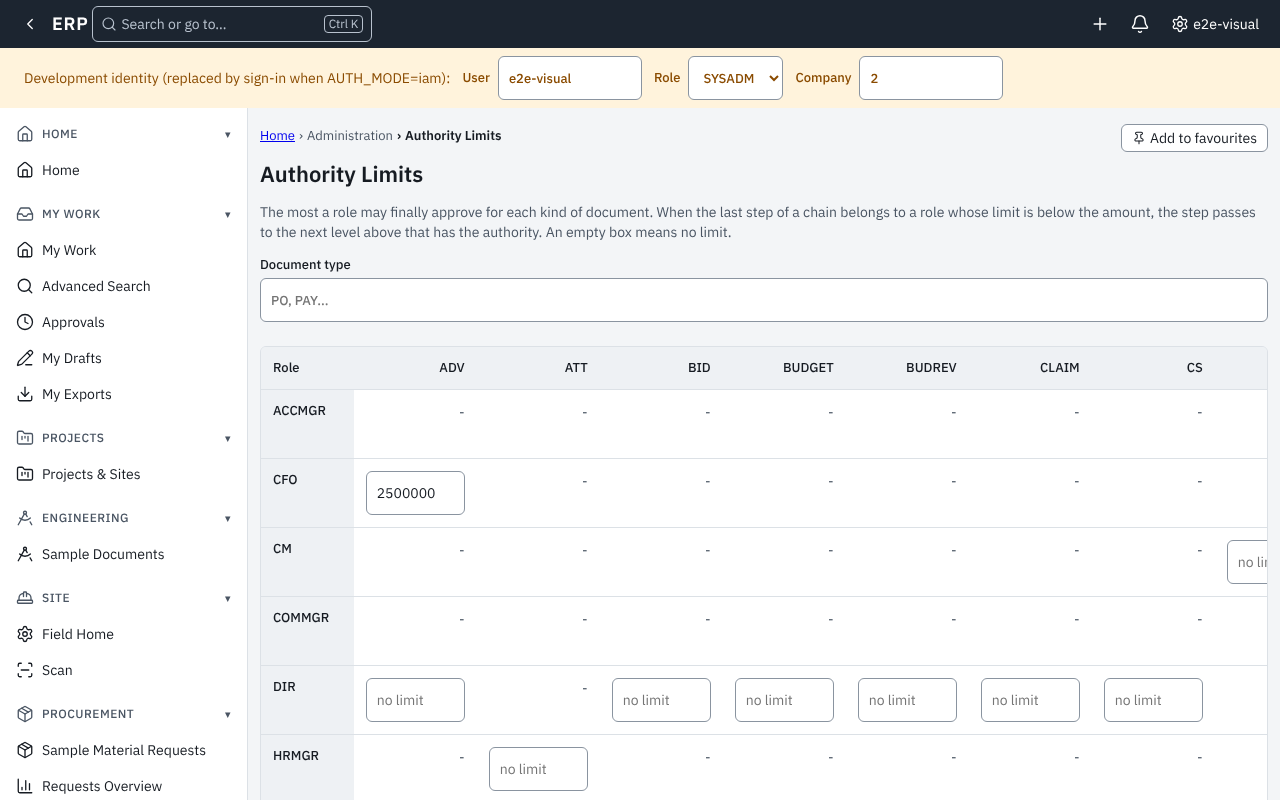 ERP Search or go to... Ctrl K e2e-visual
Development identity (replaced by sign-in when AUTH_MODE=iam): User e2e-visual Role SYSADM Company 2
HOME
Home
MY WORK
My Work
Advanced Search
Approvals
My Drafts
My Exports
PROJECTS
Projects & Sites
ENGINEERING
Sample Documents
SITE
Field Home
Scan
PROCUREMENT
Sample Material Requests
Requests Overview
Home › Administration › Authority Limits
Add to favourites
Authority Limits
The most a role may finally approve for each kind of document. When the last step of a chain belongs to a role whose limit is below the amount, the step passes
to the next level above that has the authority. An empty box means no limit.
Document type
PO, PAY...
Role ADV ATT BID BUDGET BUDREV CLAIM CS
ACCMGR - - - - - - -
CFO 2500000 - - - - - -
CM - - - - - - - no
COMMGR - - - - - - -
DIR no limit - no limit no limit no limit no limit no limit
HRMGR - no limit - - - - -